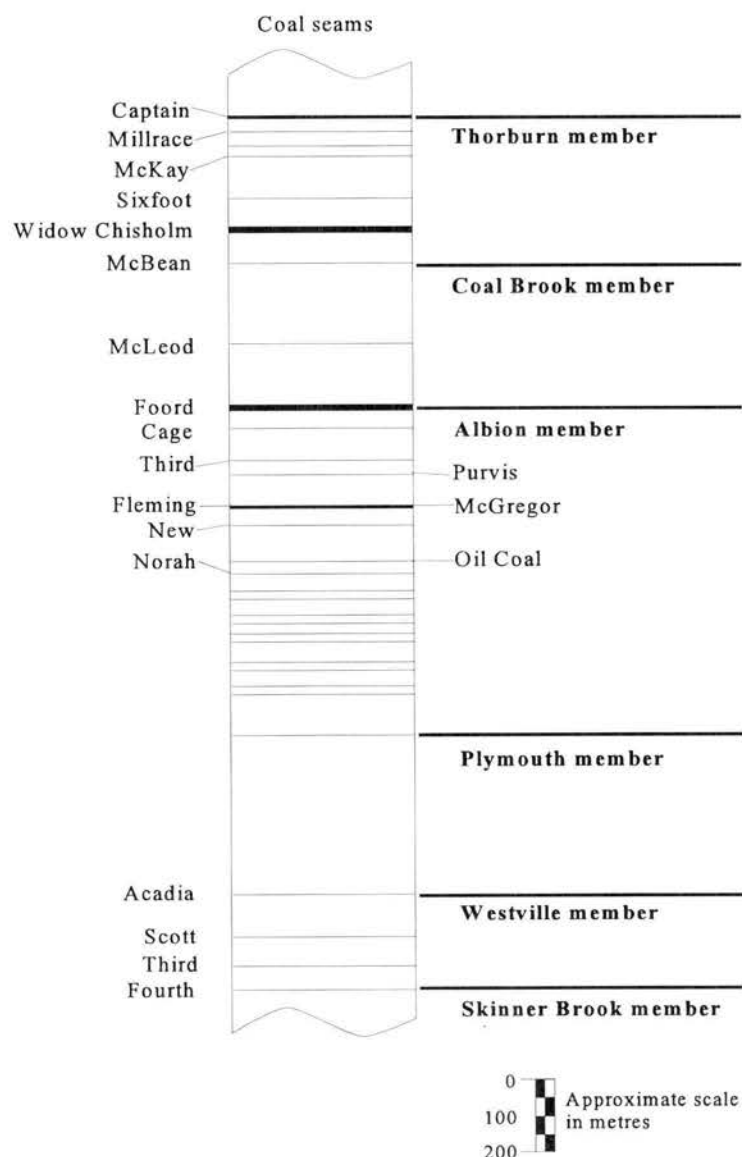 Coal seams
Captain
Millrace
Thorburn member
McKay
Sixfoot
Widow Chisholm
McBean
Coal Brook member
McLeod
Foord
Cage
Albion member
Third
Purvis
Fleming
McGregor
New
Norah
Oil Coal
Plymouth member
Acadia
Westville member
Scott
Third
Fourth
Skinner Brook member
0
100
200
Approximate scale
in metres